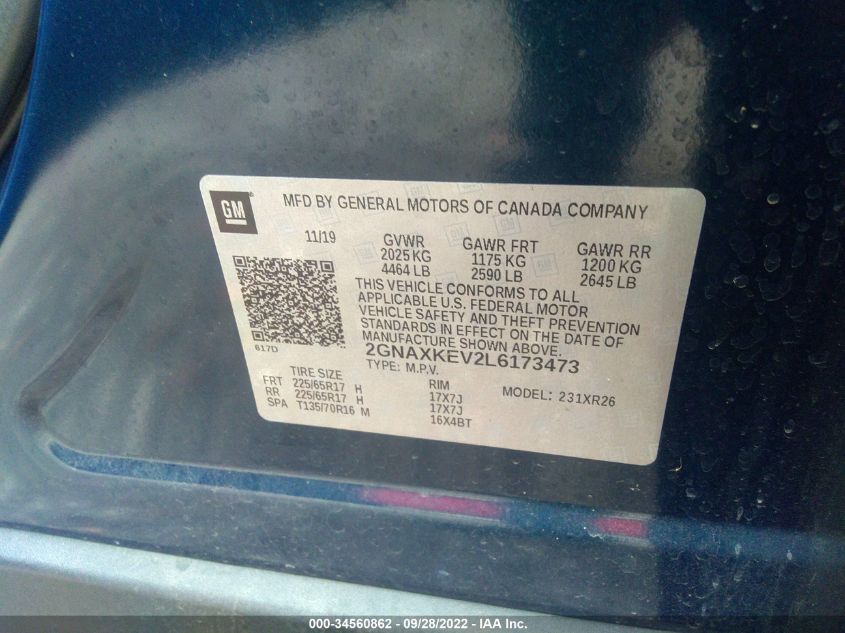 GM
MFD BY GENERAL MOTORS OF CANADA COMPANY
11/19 GVWR GAWR FRT GAWR RR
2025 KG 1175 KG 1200 KG
4464 LB 2590 LB 2645 LB
THIS VEHICLE CONFORMS TO ALL
APPLICABLE U.S. FEDERAL MOTOR
VEHICLE SAFETY AND THEFT PREVENTION
STANDARDS IN EFFECT ON THE DATE OF
MANUFACTURE SHOWN ABOVE.
617D
2GNAXKEV2L6173473
TYPE: M.P.V.
TIRE SIZE RIM MODEL: 231XR26
FRT 225/65R17 H 17X7J
RR 225/65R17 H 17X7J
SPA T135/70R16 M 16X4BT
000-34560862 - 09/28/2022 - IAA Inc.